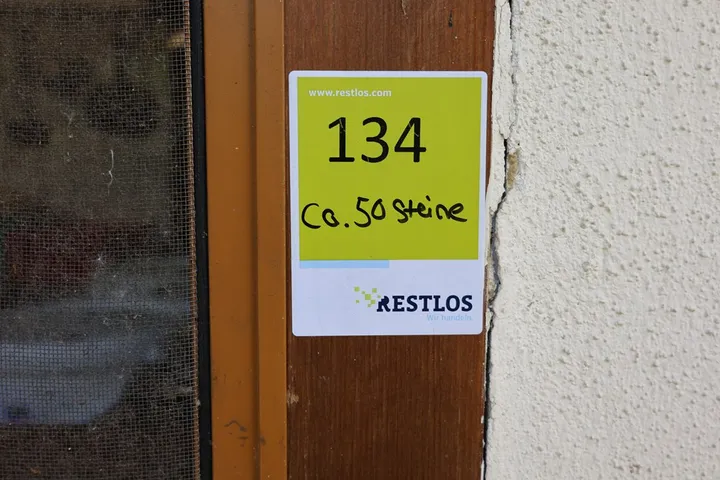 www.restlos.com
134
Ca. 50 Steine
RESTLOS
Wir handeln.